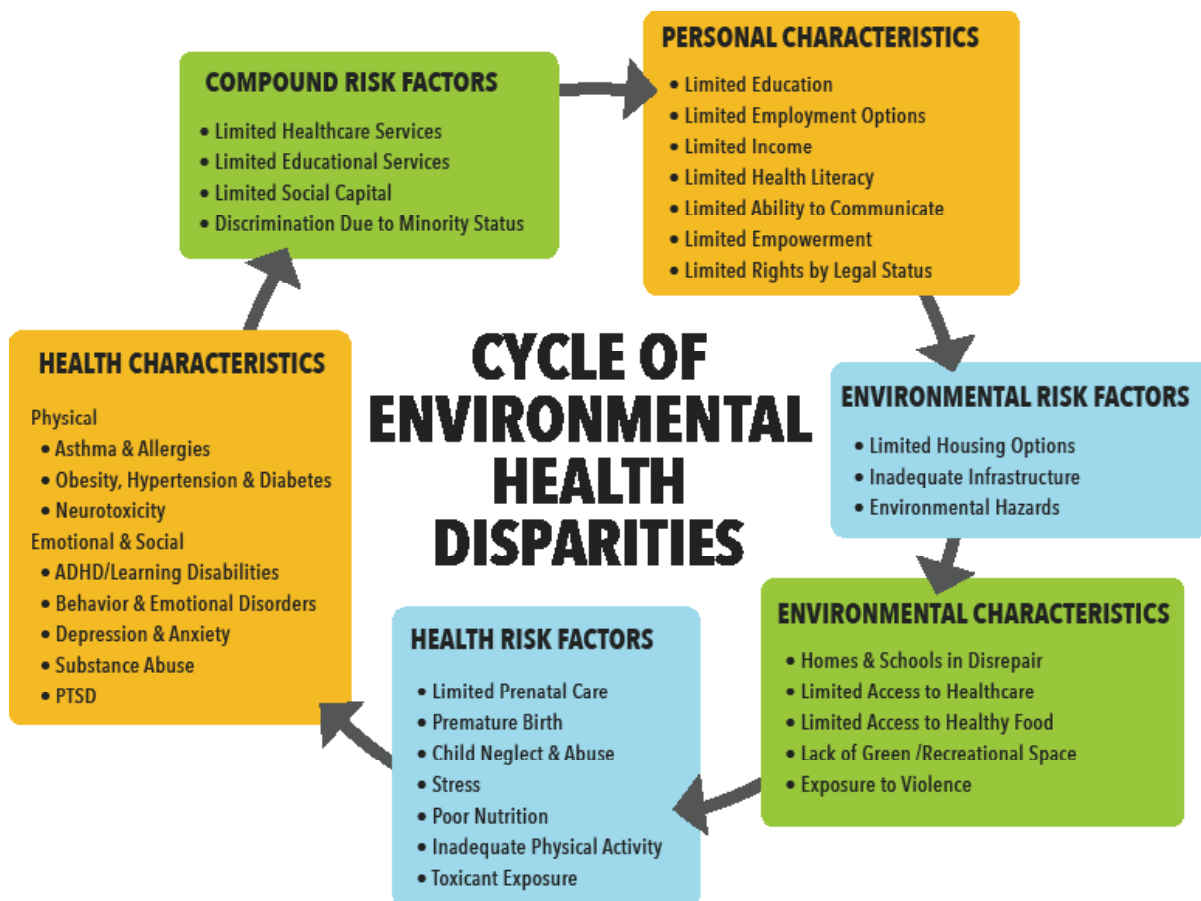 COMPOUND RISK FACTORS
• Limited Healthcare Services
• Limited Educational Services
• Limited Social Capital
• Discrimination Due to Minority Status
PERSONAL CHARACTERISTICS
• Limited Education
• Limited Employment Options
• Limited Income
• Limited Health Literacy
• Limited Ability to Communicate
• Limited Empowerment
• Limited Rights by Legal Status
CYCLE OF
ENVIRONMENTAL
HEALTH
DISPARITIES
ENVIRONMENTAL RISK FACTORS
• Limited Housing Options
• Inadequate Infrastructure
• Environmental Hazards
ENVIRONMENTAL CHARACTERISTICS
• Homes & Schools in Disrepair
• Limited Access to Healthcare
• Limited Access to Healthy Food
• Lack of Green /Recreational Space
• Exposure to Violence
HEALTH RISK FACTORS
• Limited Prenatal Care
• Premature Birth
• Child Neglect & Abuse
• Stress
• Poor Nutrition
• Inadequate Physical Activity
• Toxicant Exposure
HEALTH CHARACTERISTICS
Physical
• Asthma & Allergies
• Obesity, Hypertension & Diabetes
• Neurotoxicity
Emotional & Social
• ADHD/Learning Disabilities
• Behavior & Emotional Disorders
• Depression & Anxiety
• Substance Abuse
• PTSD